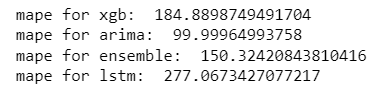 mape for xgb:  184.8898749491704
mape for arima:  99.99964993758
mape for ensemble:  150.32420843810416
mape for lstm:  277.0673427077217